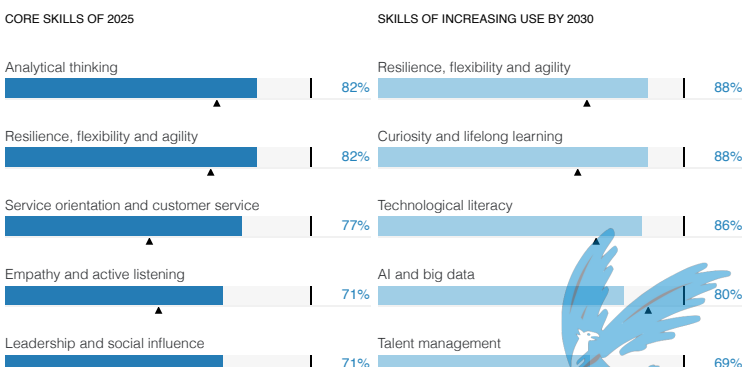 CORE SKILLS OF 2025
Analytical thinking
82%
Resilience, flexibility and agility
82%
Service orientation and customer service
77%
Empathy and active listening
71%
Leadership and social influence
71%
SKILLS OF INCREASING USE BY 2030
Resilience, flexibility and agility
88%
Curiosity and lifelong learning
88%
Technological literacy
86%
AI and big data
80%
Talent management
69%